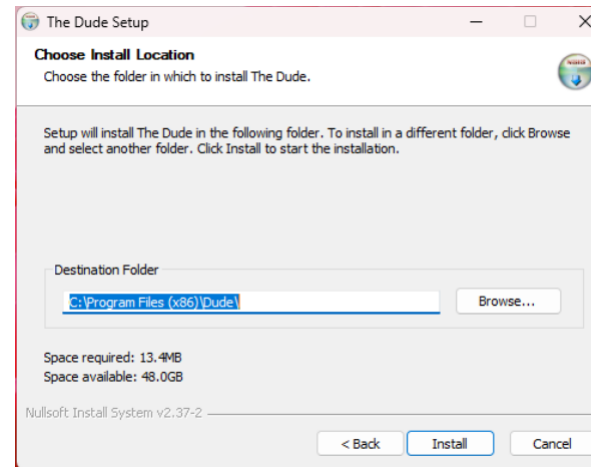 The Dude Setup
Choose Install Location
Choose the folder in which to install The Dude.
Setup will install The Dude in the following folder. To install in a different folder, click Browse
and select another folder. Click Install to start the installation.
Destination Folder
C:\Program Files (x86)\Dude\
Browse...
Space required: 13.4MB
Space available: 48.0GB
Nullsoft Install System v2.37-2
< Back
Install
Cancel